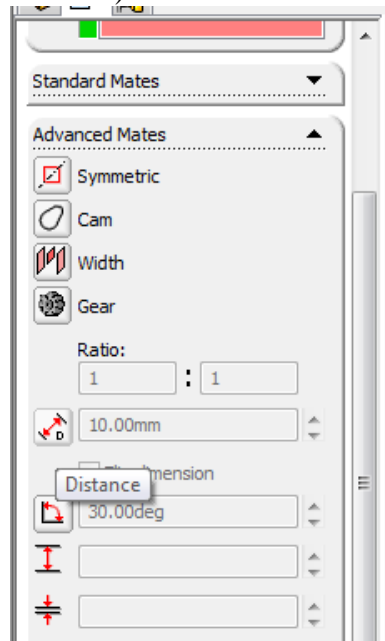 Standard Mates
Advanced Mates
Symmetric
Cam
Width
Gear
Ratio:
1 : 1
D 10.00mm
Distance
30.00deg